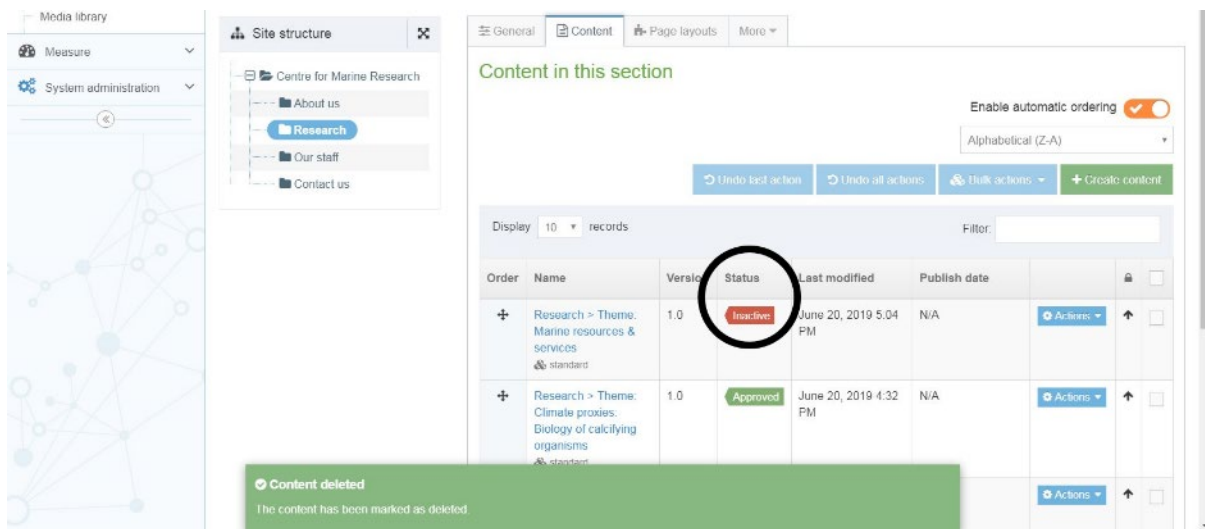 Media library
Measure
System administration
Site structure
Centre for Marine Research
About us
Research
Our staff
Contact us
General
Content
Page layouts
More
Content in this section
Enable automatic ordering
Alphabetical (Z-A)
Undo last action
Undo all actions
Bulk actions
+ Create content
Display 10 records
Filter:
Order Name Version Status Last modified Publish date
Research > Theme: Marine resources & services
standard
1.0
Inactive
June 20, 2019 5:04 PM
N/A
Actions
Research > Theme: Climate proxies: Biology of calcifying organisms
standard
1.0
Approved
June 20, 2019 4:32 PM
N/A
Actions
Actions
Content deleted
The content has been marked as deleted